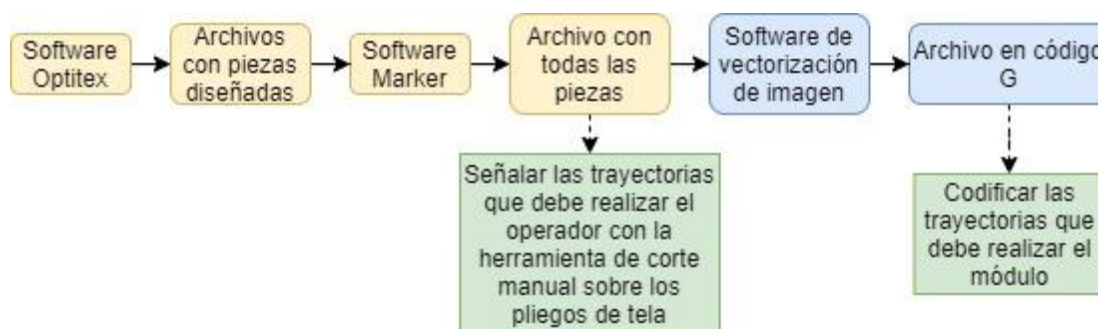 Software
Optitex
Archivos
con piezas
diseñadas
Software
Marker
Archivo con
todas las
piezas
Software de
vectorización
de imagen
Archivo en código
G
Señalar las trayectorias
que debe realizar el
operador con la
herramienta de corte
manual sobre los
pliegos de tela
Codificar las
trayectorias que
debe realizar el
módulo